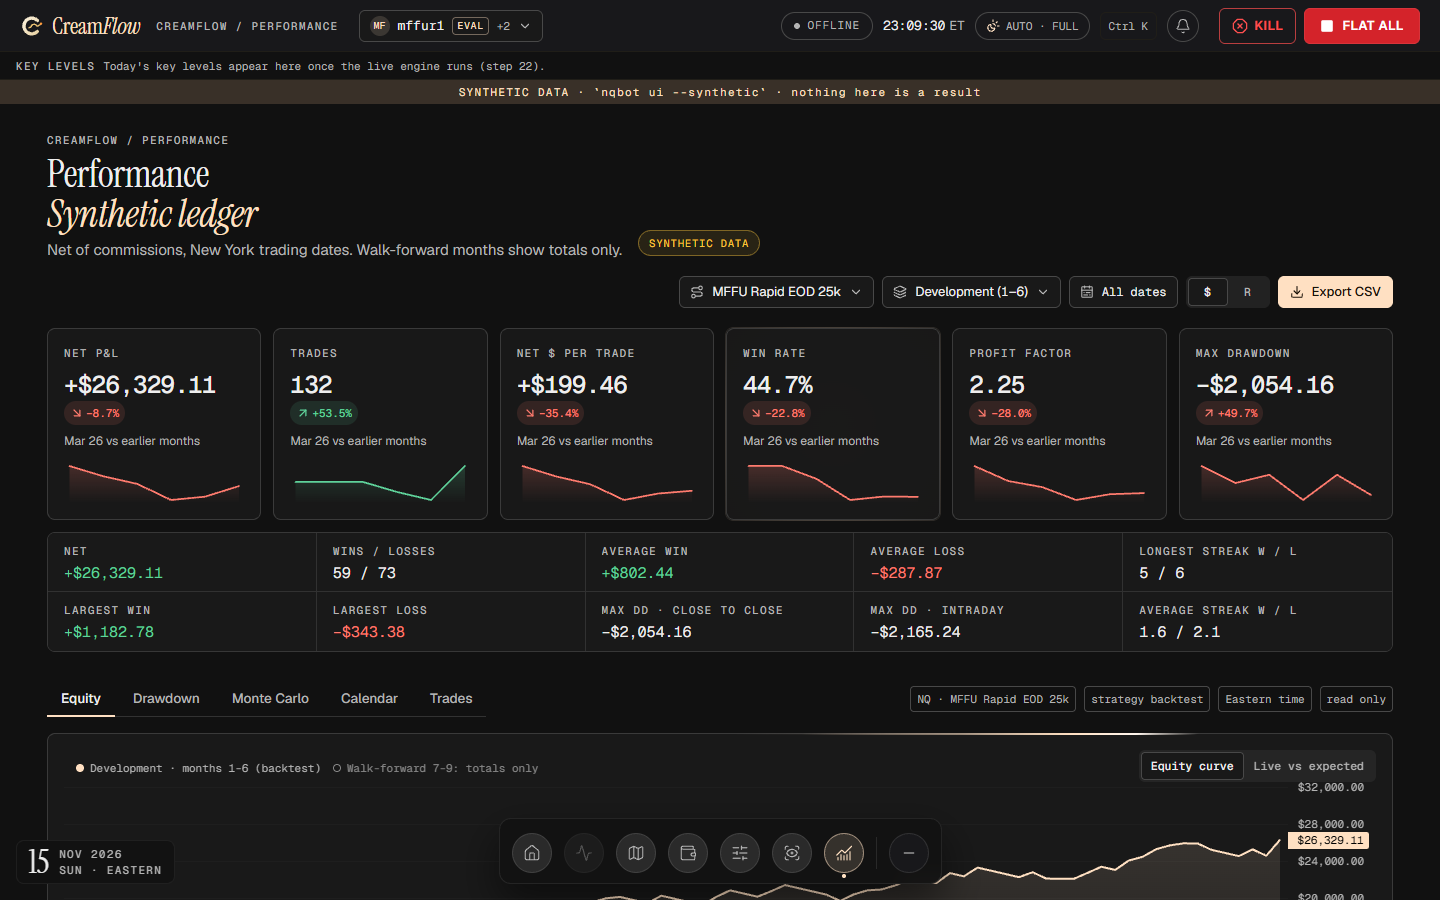 CreamFlow CREAMFLOW / PERFORMANCE MF mffur1 EVAL +2 OFFLINE 23:09:30 ET AUTO · FULL Ctrl K KILL FLAT ALL
KEY LEVELS Today's key levels appear here once the live engine runs (step 22).
SYNTHETIC DATA · `nqbot ui --synthetic` · nothing here is a result
CREAMFLOW / PERFORMANCE
Performance
Synthetic ledger
Net of commissions, New York trading dates. Walk-forward months show totals only. SYNTHETIC DATA
MFFU Rapid EOD 25k Development (1–6) All dates $ R Export CSV
NET P&L TRADES NET $ PER TRADE WIN RATE PROFIT FACTOR MAX DRAWDOWN
+$26,329.11 132 +$199.46 44.7% 2.25 −$2,054.16
−8.7% +53.5% −35.4% −22.8% −28.0% +49.7%
Mar 26 vs earlier months Mar 26 vs earlier months Mar 26 vs earlier months Mar 26 vs earlier months Mar 26 vs earlier months Mar 26 vs earlier months
NET WINS / LOSSES AVERAGE WIN AVERAGE LOSS LONGEST STREAK W / L
+$26,329.11 59 / 73 +$802.44 −$287.87 5 / 6
LARGEST WIN LARGEST LOSS MAX DD · CLOSE TO CLOSE MAX DD · INTRADAY AVERAGE STREAK W / L
+$1,182.78 −$343.38 −$2,054.16 −$2,165.24 1.6 / 2.1
Equity Drawdown Monte Carlo Calendar Trades NQ · MFFU Rapid EOD 25k strategy backtest Eastern time read only
Development · months 1–6 (backtest) Walk-forward 7–9: totals only Equity curve Live vs expected
$32,000.00
$28,000.00
$26,329.11
$24,000.00
$20,000.00
15 NOV 2026
SUN · EASTERN